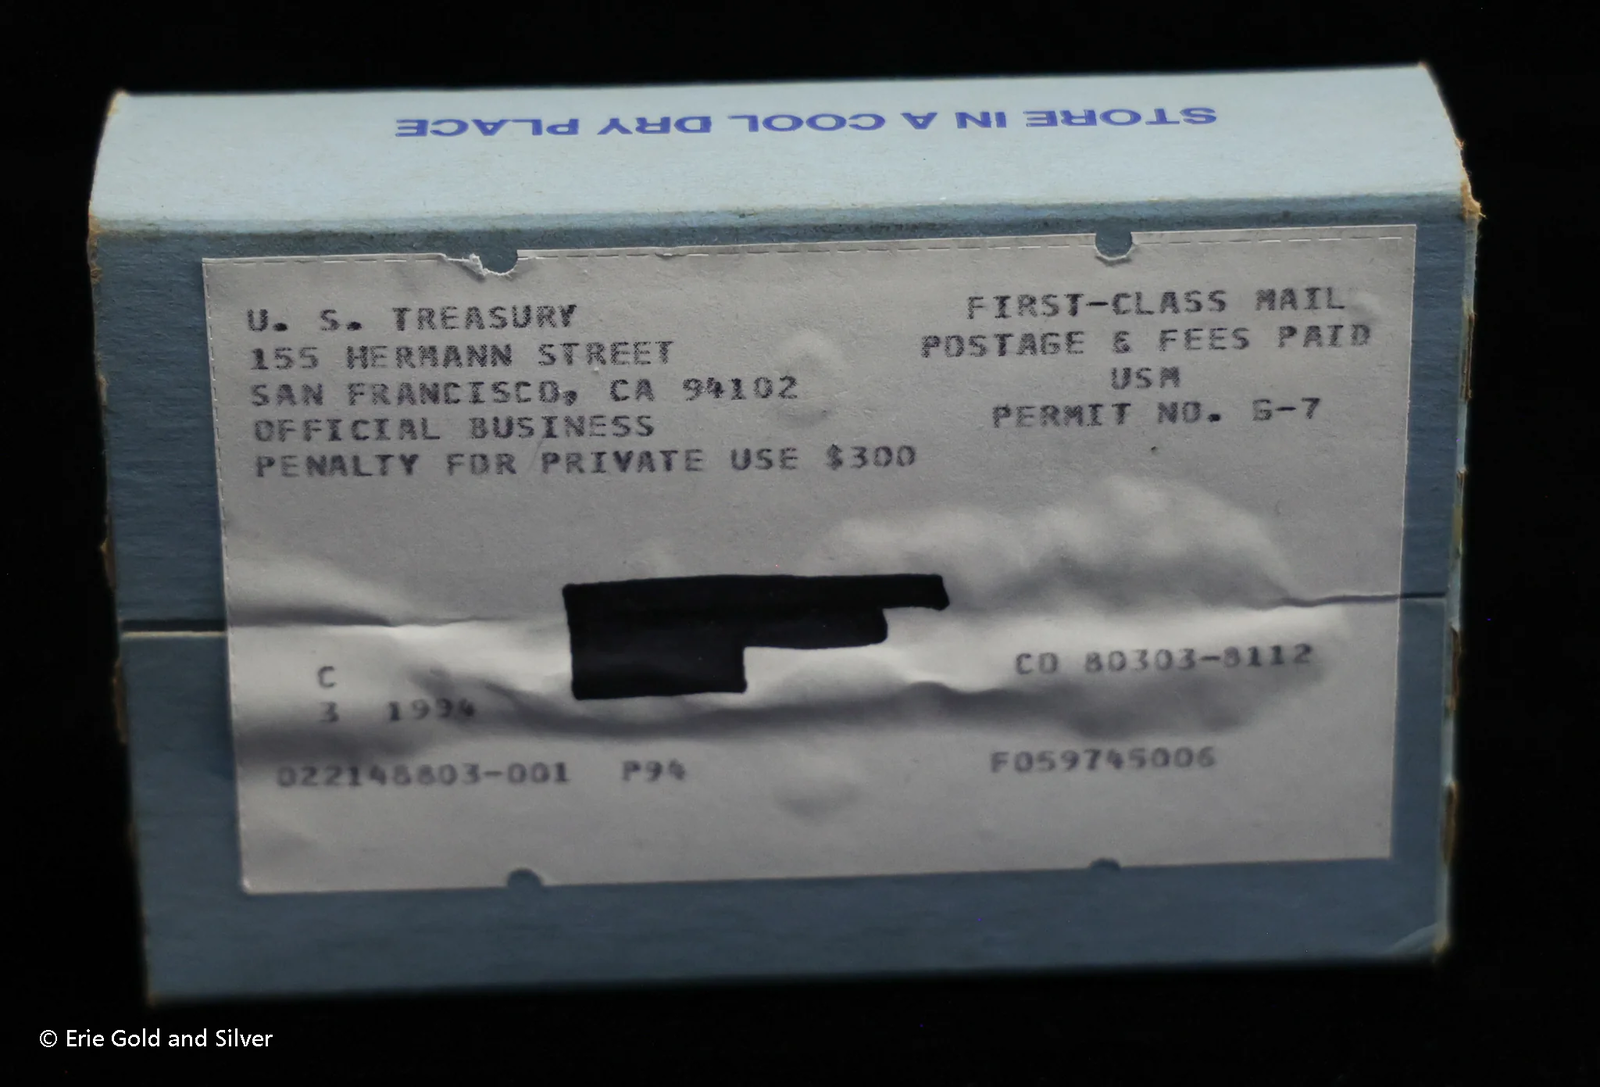 STORE IN A COOL DRY PLACE
U. S. TREASURY
155 HERMANN STREET
SAN FRANCISCO, CA 94102
OFFICIAL BUSINESS
PENALTY FOR PRIVATE USE $300
FIRST-CLASS MAIL
POSTAGE & FEES PAID
USM
PERMIT NO. G-7
CO 80303-8112
C
3 1994
022148803-001 P94
F059745006
© Erie Gold and Silver